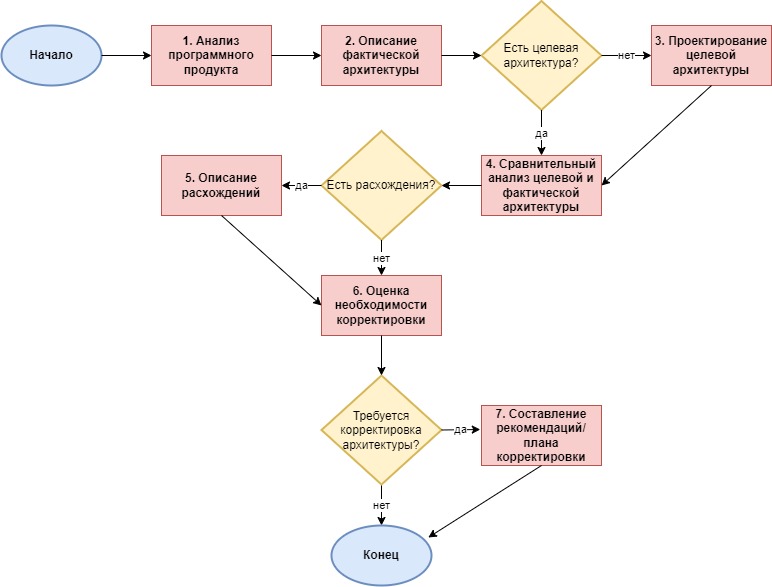 Начало
1. Анализ
программного
продукта
2. Описание
фактической
архитектуры
Есть целевая
архитектура?
нет
3. Проектирование
целевой
архитектуры
да
4. Сравнительный
анализ целевой и
фактической
архитектуры
Есть расхождения?
да
5. Описание
расхождений
нет
6. Оценка
необходимости
корректировки
Требуется
корректировка
архитектуры?
да
7. Составление
рекомендаций/
плана
корректировки
нет
Конец